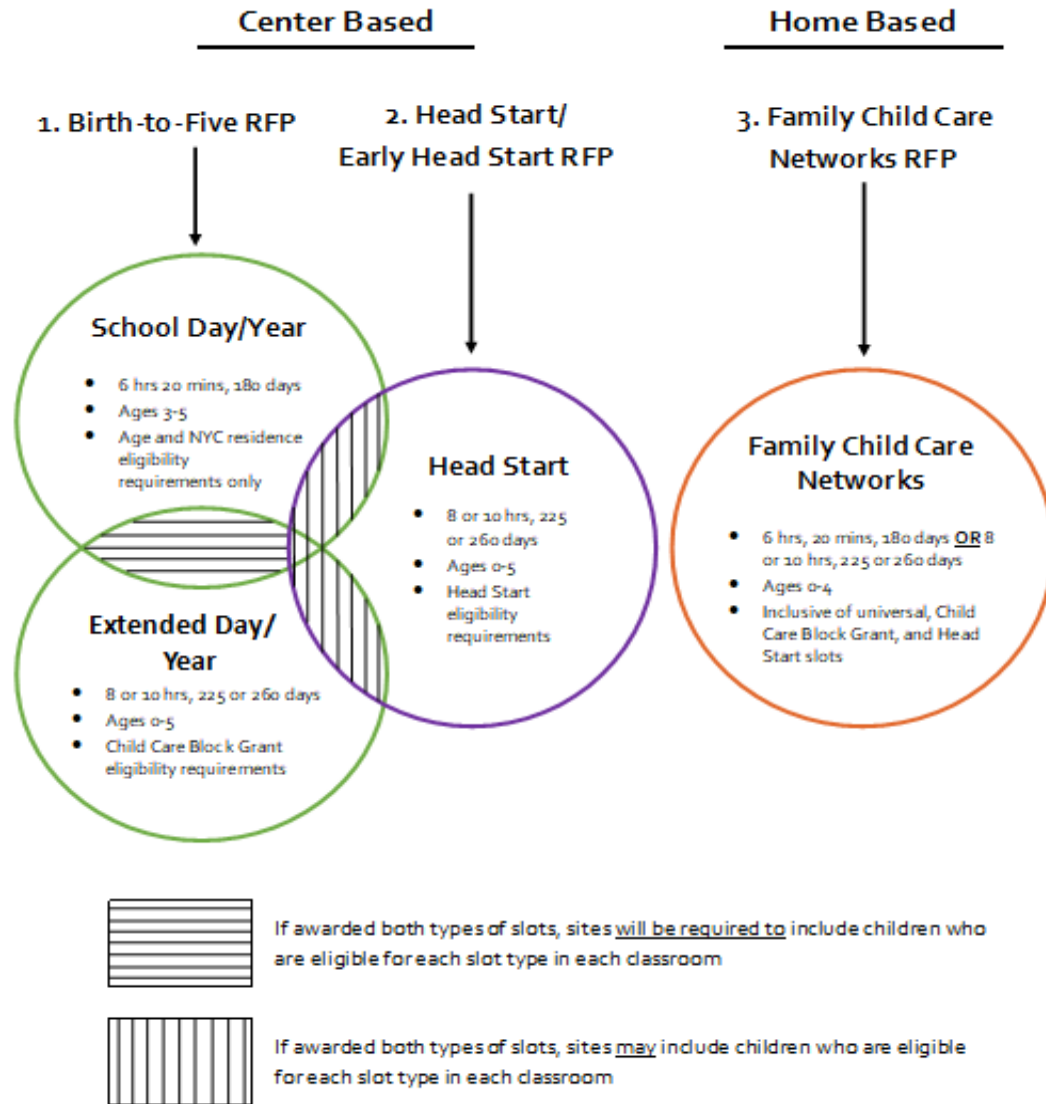 Center Based
Home Based
1. Birth-to-Five RFP
2. Head Start/
Early Head Start RFP
3. Family Child Care
Networks RFP
School Day/Year
• 6 hrs 20 mins, 180 days
• Ages 3-5
• Age and NYC residence
eligibility
requirements only
Extended Day/
Year
• 8 or 10 hrs, 225 or 260 days
• Ages 0-5
• Child Care Block Grant
eligibility requirements
Head Start
• 8 or 10 hrs, 225
or 260 days
• Ages 0-5
• Head Start
eligibility
requirements
Family Child Care
Networks
• 6 hrs, 20 mins, 180 days OR 8
or 10 hrs, 225 or 260 days
• Ages 0-4
• Inclusive of universal, Child
Care Block Grant, and Head
Start slots
If awarded both types of slots, sites will be required to include children who
are eligible for each slot type in each classroom
If awarded both types of slots, sites may include children who are eligible
for each slot type in each classroom